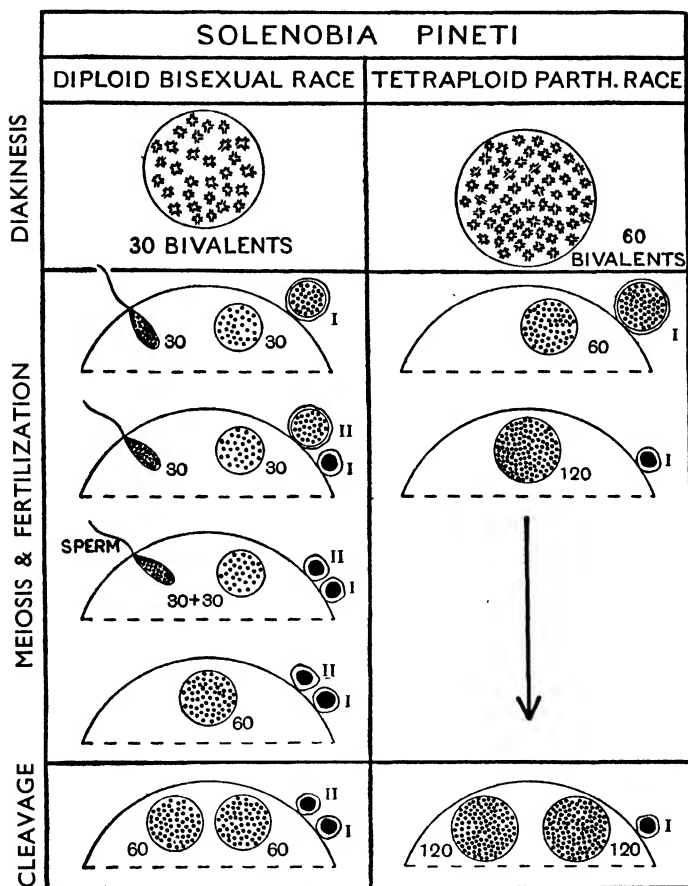 SOLENOBIA PINETI
DIPLOID BISEXUAL RACE
TETRAPLOID PARTH. RACE
DIAKINESIS
30 BIVALENTS
60
BIVALENTS
MEIOSIS & FERTILIZATION
30
30
I
60
I
30
30
II
I
120
I
SPERM
30+30
II
I
60
II
I
CLEAVAGE
60
60
II
I
120
120
I